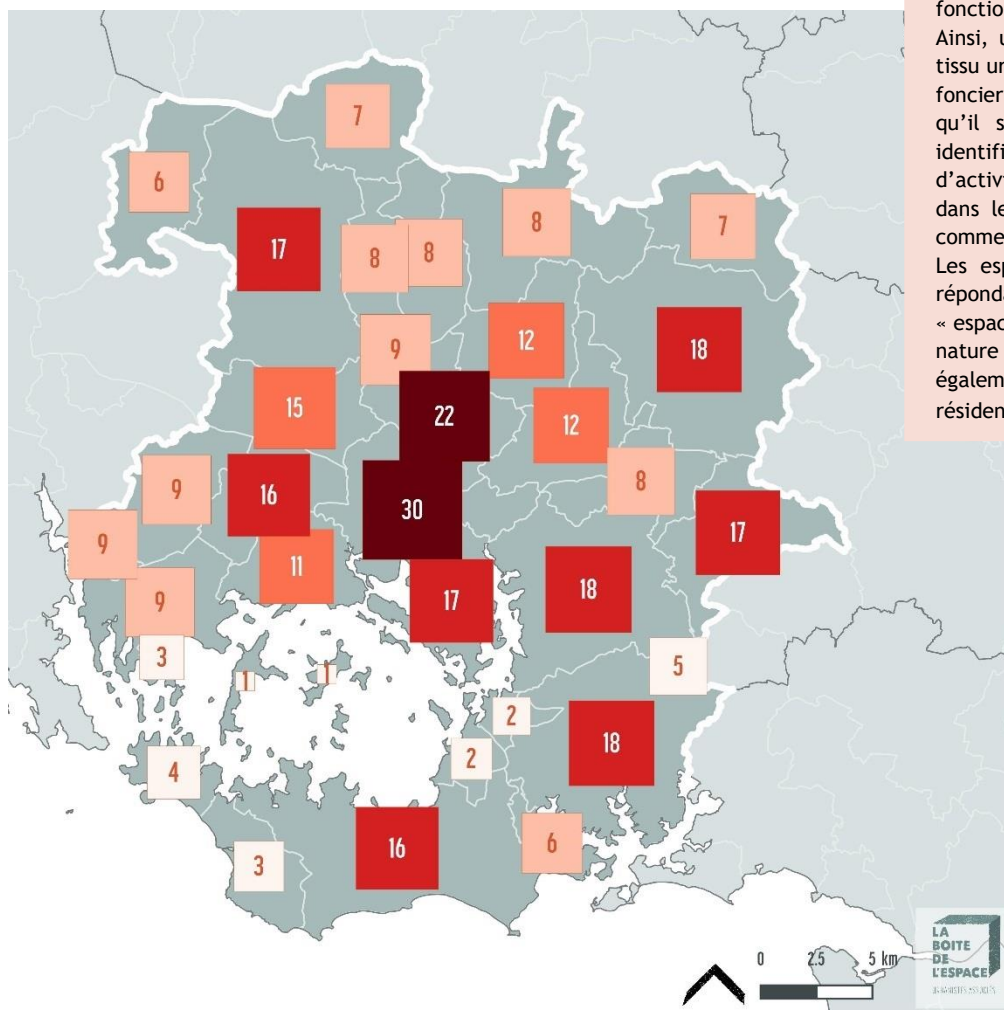 fonctio
Ainsi, u
tissu ur
foncier
qu'il s
identifi
d'activi
dans le
comme
Les esp
réponda
« espac
nature
égalem
résiden
7
6
8
7
17
8
8
12
18
9
15
22
12
9
16
8
30
17
9
11
18
17
9
3
5
1
1
2
18
2
4
16
6
3
0 2.5 5 km
LA
BOITE
DE
L'ESPACE